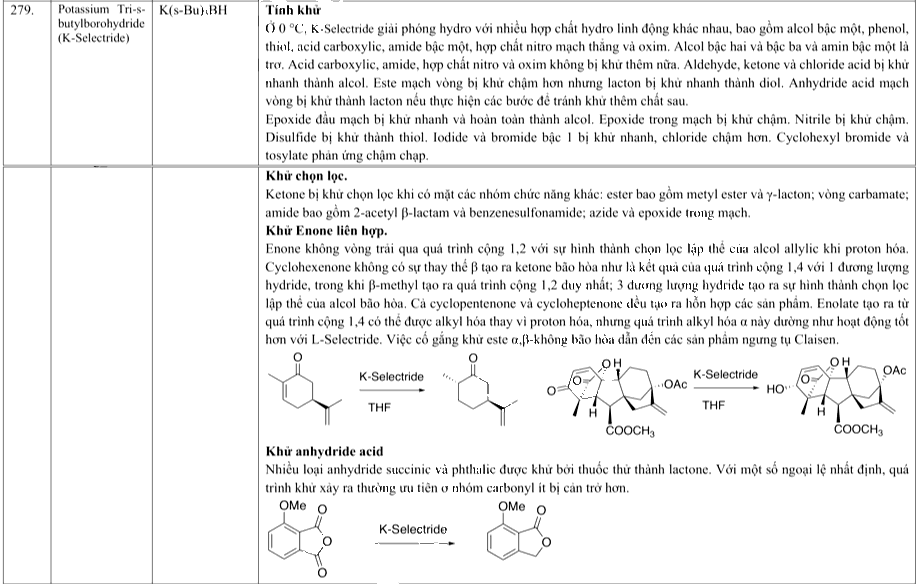 279.
Potassium Tri-s-
butylborohydride
(K-Selectride)
K(s-Bu)₃BH
Tính khử
Ở 0 °C, K-Selectride giải phóng hydro với nhiều hợp chất hydro linh động khác nhau, bao gồm alcol bậc một, phenol,
thiol, acid carboxylic, amide bậc một, hợp chất nitro mạch thẳng và oxim. Alcol bậc hai và bậc ba và amin bậc một là
trơ. Acid carboxylic, amide, hợp chất nitro và oxim không bị khử thêm nữa. Aldehyde, ketone và chloride acid bị khử
nhanh thành alcol. Este mạch vòng bị khử chậm hơn nhưng lacton bị khử nhanh thành diol. Anhydride acid mạch
vòng bị khử thành lacton nếu thực hiện các bước để tránh khử thêm chất sau.
Epoxide đầu mạch bị khử nhanh và hoàn toàn thành alcol. Epoxide trong mạch bị khử chậm. Nitrile bị khử chậm.
Disulfide bị khử thành thiol. Iodide và bromide bậc 1 bị khử nhanh, chloride chậm hơn. Cyclohexyl bromide và
tosylate phản ứng chậm chạp.
Khử chọn lọc.
Ketone bị khử chọn lọc khi có mặt các nhóm chức năng khác: ester bao gồm metyl ester và γ-lacton; vòng carbamate;
amide bao gồm 2-acetyl β-lactam và benzenesulfonamide; azide và epoxide trong mạch.
Khử Enone liên hợp.
Enone không vòng trải qua quá trình cộng 1,2 với sự hình thành chọn lọc lập thể của alcol allylic khi proton hóa.
Cyclohexenone không có sự thay thế β tạo ra ketone bão hòa như là kết quả của quá trình cộng 1,4 với 1 đương lượng
hydride, trong khi β-methyl tạo ra quá trình cộng 1,2 duy nhất; 3 đương lượng hydride tạo ra sự hình thành chọn lọc
lập thể của alcol bão hòa. Cả cyclopentenone và cycloheptenone đều tạo ra hỗn hợp các sản phẩm. Enolate tạo ra từ
quá trình cộng 1,4 có thể được alkyl hóa thay vì proton hóa, nhưng quá trình alkyl hóa α này dường như hoạt động tốt
hơn với L-Selectride. Việc cố gắng khử este α,β-không bão hòa dẫn đến các sản phẩm ngưng tụ Claisen.
O
K-Selectride
THF
O
O
O
OH
H
OAc
COOCH₃
K-Selectride
THF
HO
O
OH
H
OAc
COOCH₃
Khử anhydride acid
Nhiều loại anhydride succinic và phthalic được khử bởi thuốc thử thành lactone. Với một số ngoại lệ nhất định, quá
trình khử xảy ra thường ưu tiên ở nhóm carbonyl ít bị cản trở hơn.
OMe
O
O
O
K-Selectride
OMe
O
O